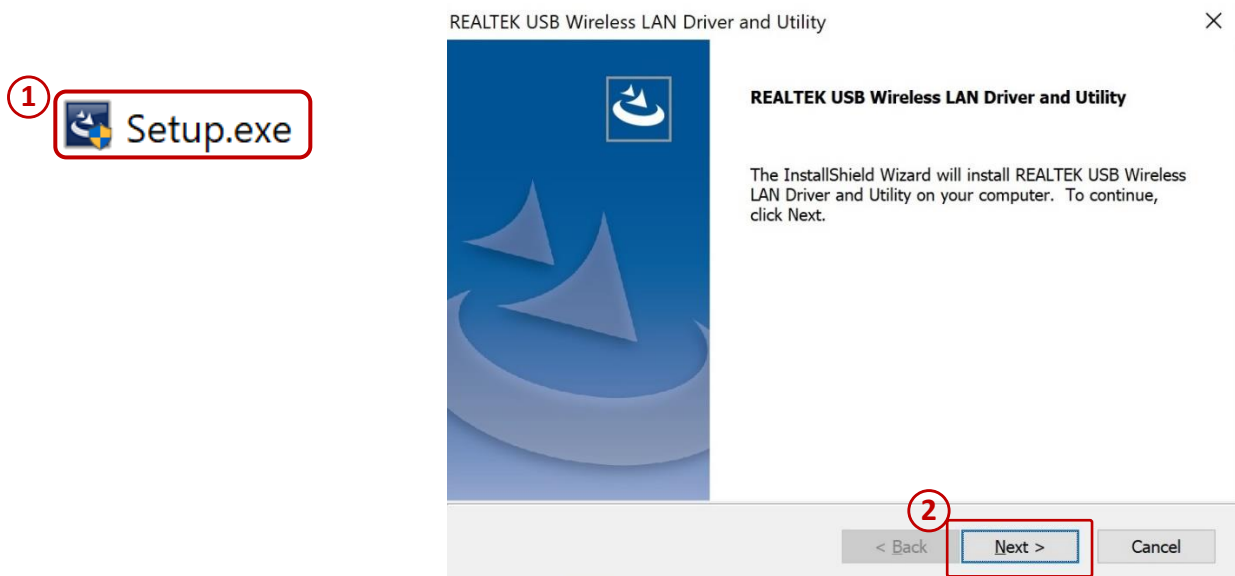 REALTEK USB Wireless LAN Driver and Utility
1
Setup.exe
REALTEK USB Wireless LAN Driver and Utility
The InstallShield Wizard will install REALTEK USB Wireless
LAN Driver and Utility on your computer.  To continue,
click Next.
2
< Back
Next >
Cancel